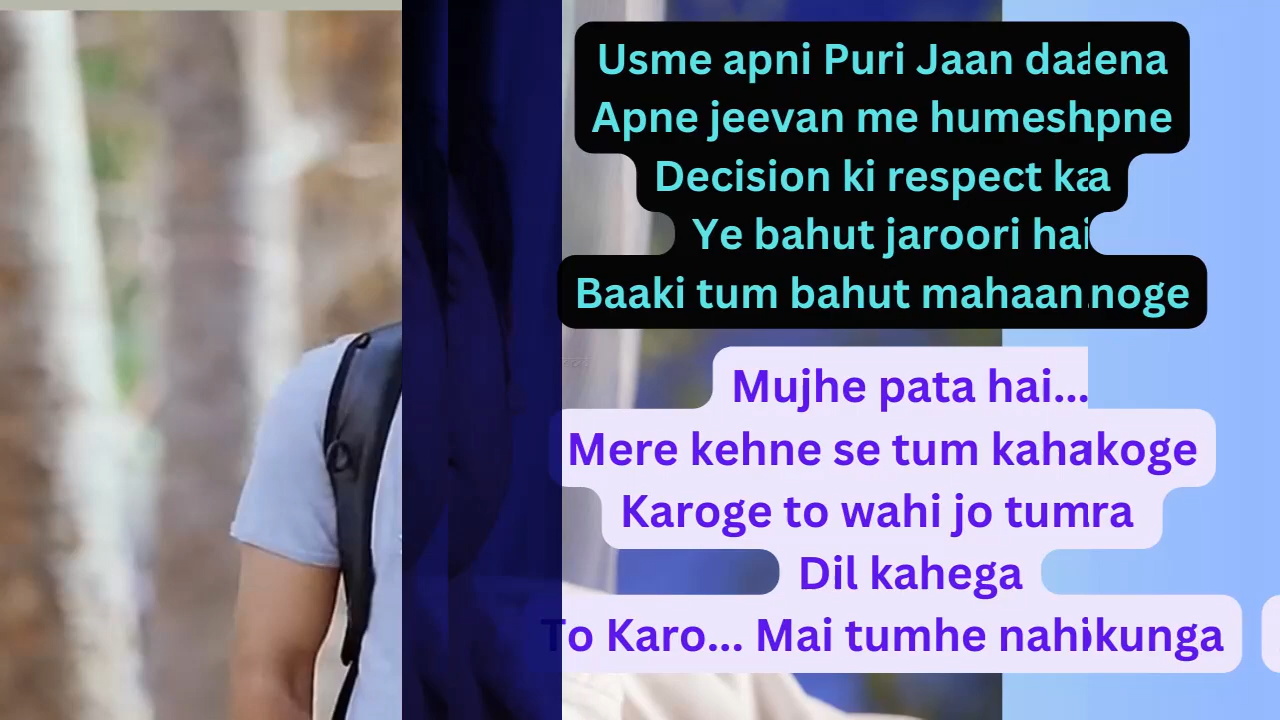 Usme apni Puri Jaan daaena
Apne jeevan me humeshpne
Decision ki respect kaa
Ye bahut jaroori hai
Baaki tum bahut mahaan noge
Mujhe pata hai...
Mere kehne se tum kahakoge
Karoge to wahi jo tumra
Dil kahega
To Karo... Mai tumhe nahikunga